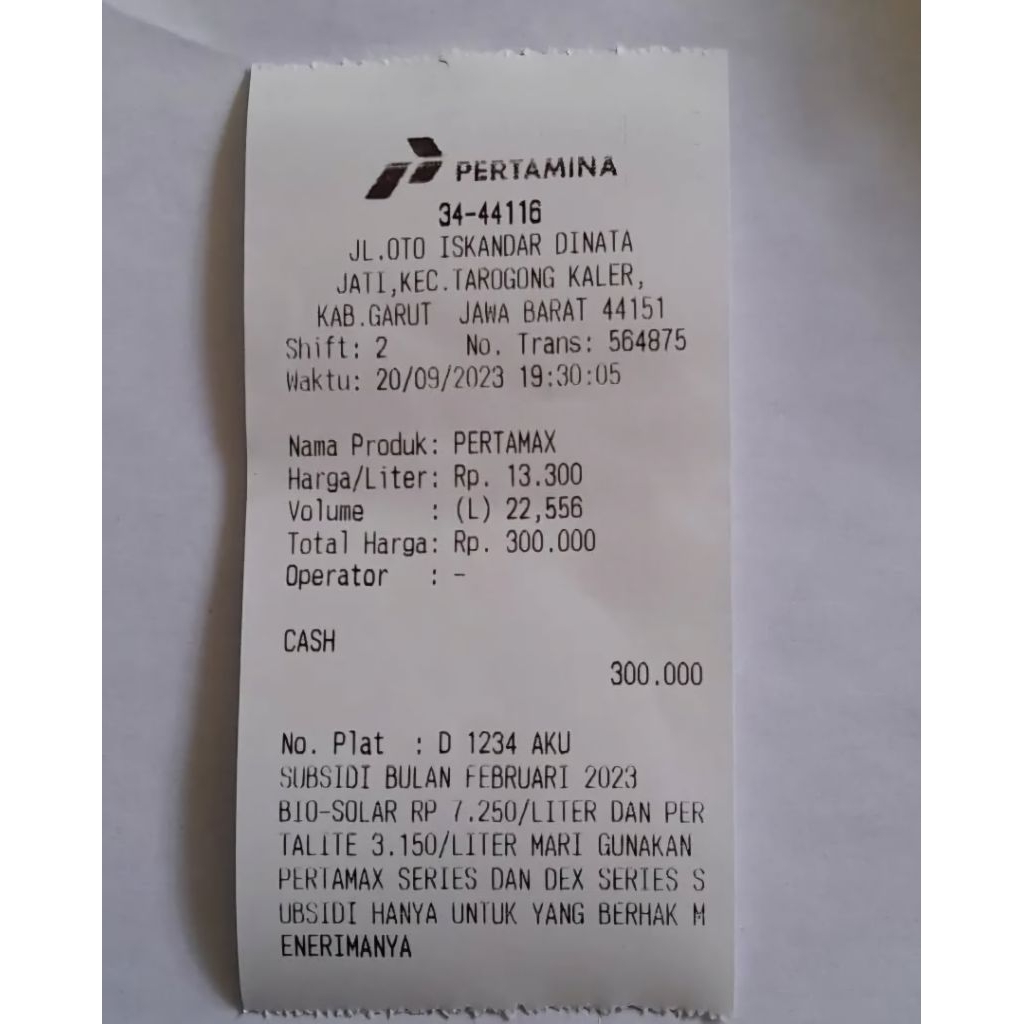 PERTAMINA
34-44116
JL.OTO ISKANDAR DINATA
JATI,KEC.TAROGONG KALER,
KAB.GARUT JAWA BARAT 44151
Shift: 2 No. Trans: 564875
Waktu: 20/09/2023 19:30:05
Nama Produk: PERTAMAX
Harga/Liter: Rp. 13.300
Volume : (L) 22,556
Total Harga: Rp. 300.000
Operator : -
CASH
300.000
No. Plat : D 1234 AKU
SUBSIDI BULAN FEBRUARI 2023
BIO-SOLAR RP 7.250/LITER DAN PER
TALITE 3.150/LITER MARI GUNAKAN
PERTAMAX SERIES DAN DEX SERIES S
UBSIDI HANYA UNTUK YANG BERHAK M
ENERIMANYA